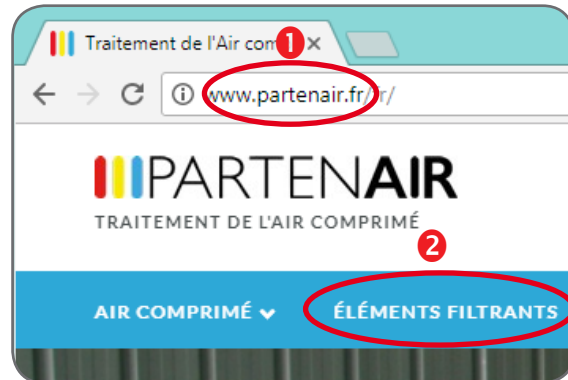 Traitement de l'Air com
1
www.partenair.fr/fr/
PARTENAIR
TRAITEMENT DE L'AIR COMPRIMÉ
2
AIR COMPRIMÉ
ÉLÉMENTS FILTRANTS